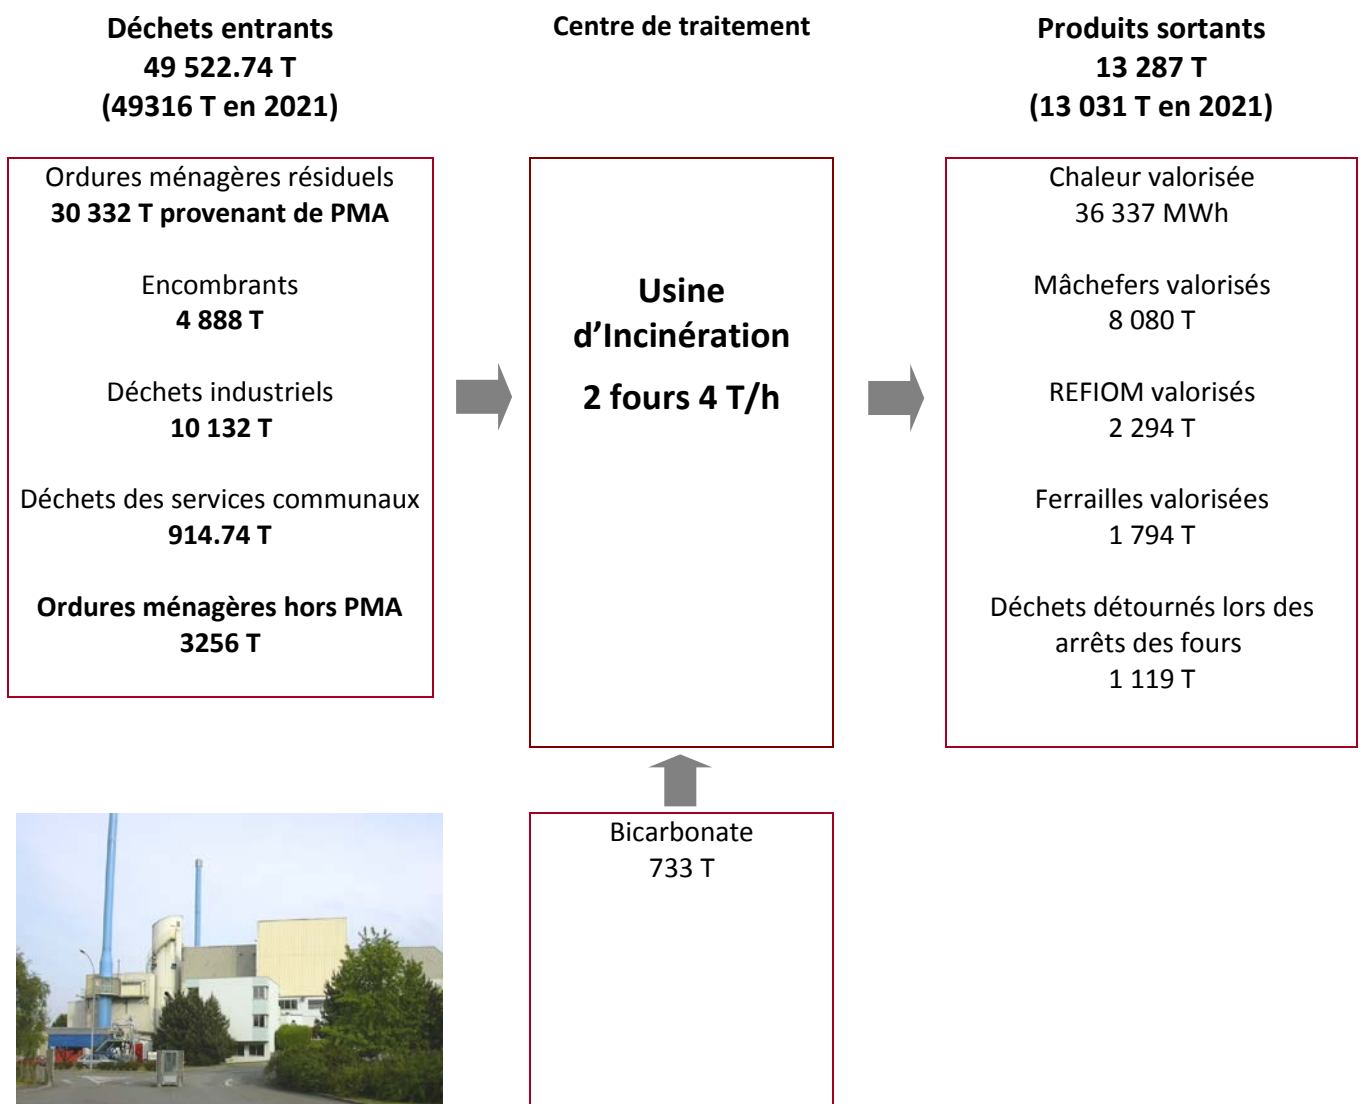 Déchets entrants
49 522.74 T
(49316 T en 2021)
Ordures ménagères résiduels
30 332 T provenant de PMA
Encombrants
4 888 T
Déchets industriels
10 132 T
Déchets des services communaux
914.74 T
Ordures ménagères hors PMA
3256 T
Centre de traitement
Usine
d’Incinération
2 fours 4 T/h
Bicarbonate
733 T
Produits sortants
13 287 T
(13 031 T en 2021)
Chaleur valorisée
36 337 MWh
Mâchefers valorisés
8 080 T
REFIOM valorisés
2 294 T
Ferrailles valorisées
1 794 T
Déchets détournés lors des
arrêts des fours
1 119 T